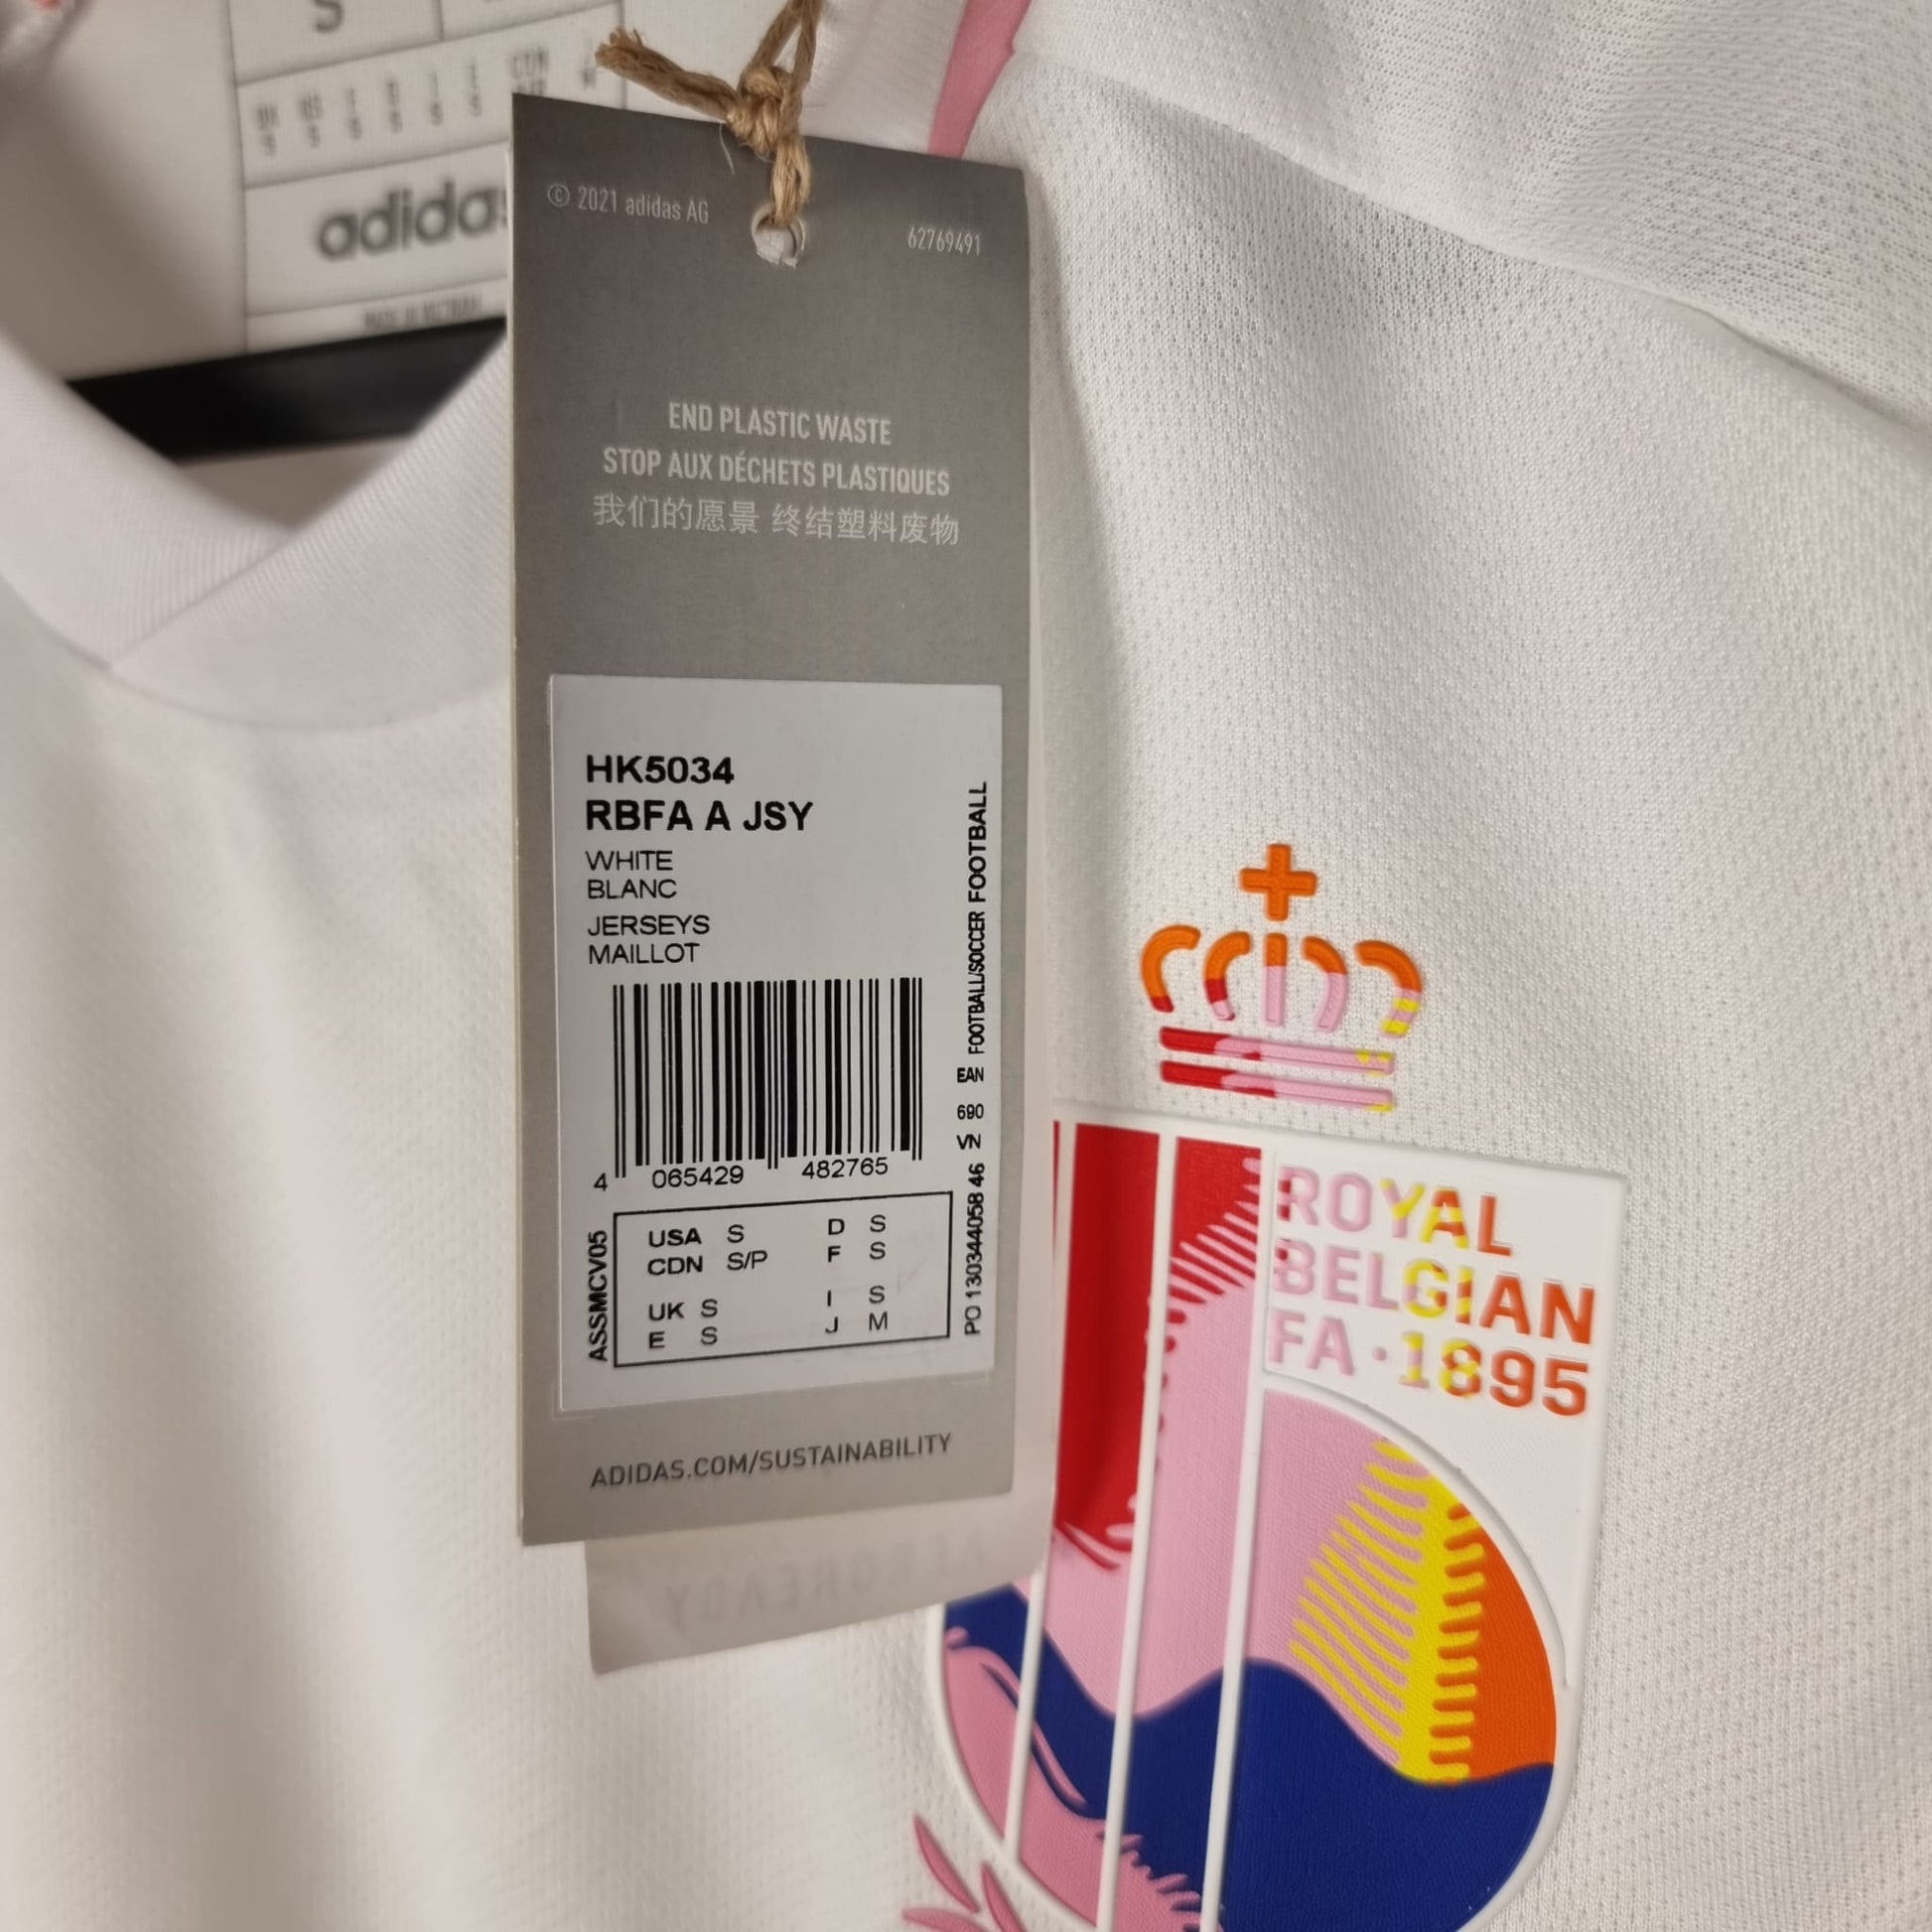 S
adidas
© 2021 adidas AG
62769491
END PLASTIC WASTE
STOP AUX DÉCHETS PLASTIQUES
我们的愿景 终结塑料废物
HK5034
RBFA A JSY
WHITE
BLANC
JERSEYS
MAILLOT
4 065429 482765
ASSMCV05
USA S D S
CDN S/P F S
UK S I S
E S J M
PO 130344058 46 VN 690 EAN FOOTBALL/SOCCER FOOTBALL
ADIDAS.COM/SUSTAINABILITY
ROYAL
BELGIAN
FA · 1895